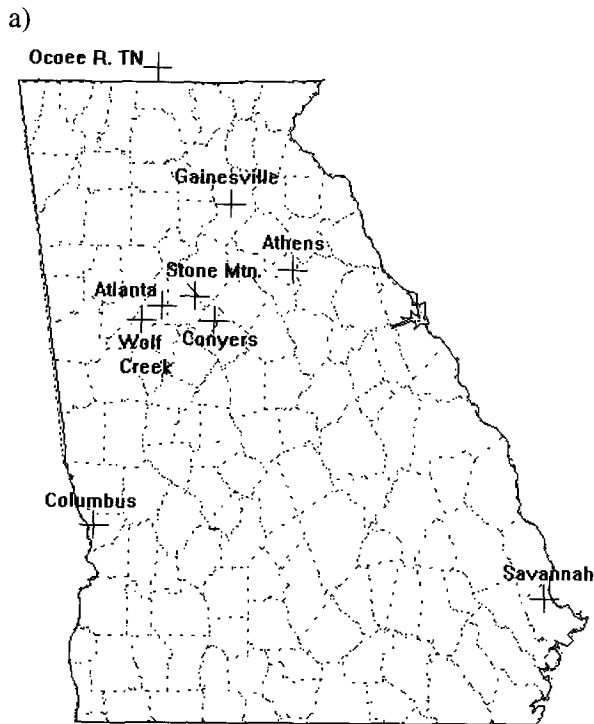 a)
Ocoee R. TN
Gainesville
Athens
Stone Mtn.
Atlanta
Wolf
Creek
Conyers
Columbus
Savannah